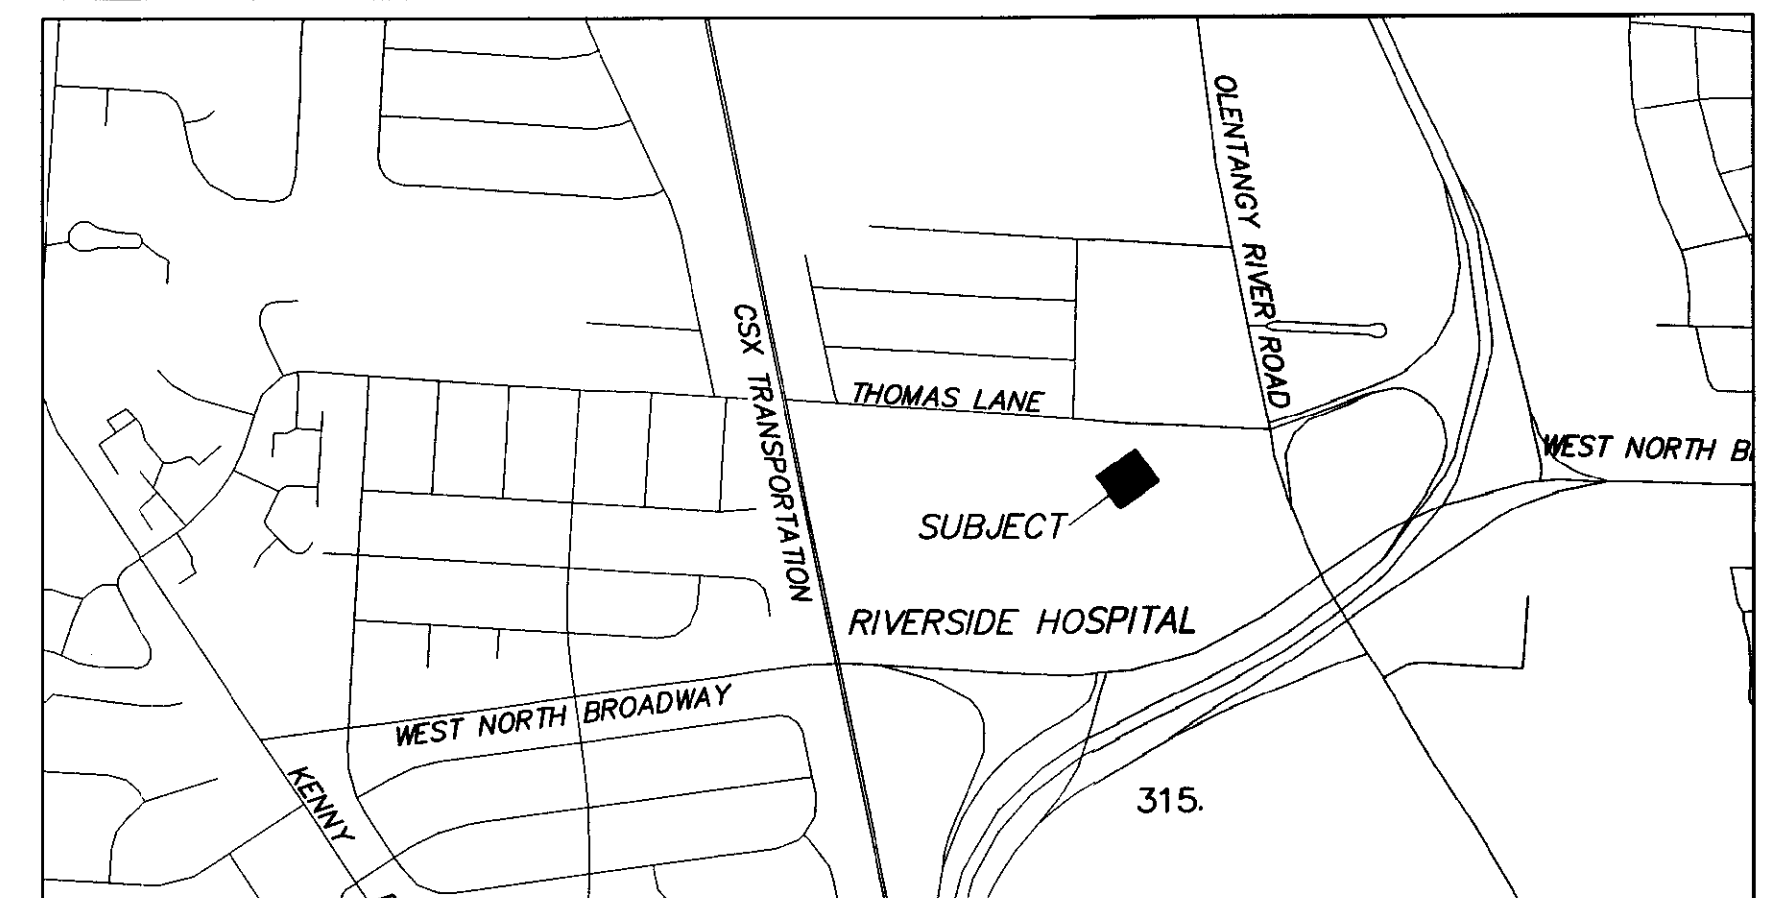 OLENTANGY RIVER ROAD
CSX TRANSPORTATION
THOMAS LANE
WEST NORTH
SUBJECT
RIVERSIDE HOSPITAL
WEST NORTH BROADWAY
KENNY
315.